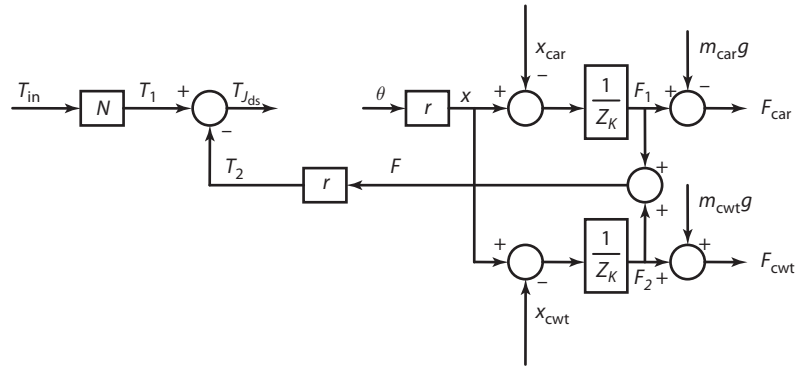 x_car
m_car g
T_in
N
T_1
+
−
T_J_ds
θ
r
x
+
−
1
Z_K
F_1
+
−
F_car
T_2
r
F
+
+
m_cwt g
+
−
1
Z_K
F_2
+
+
F_cwt
x_cwt